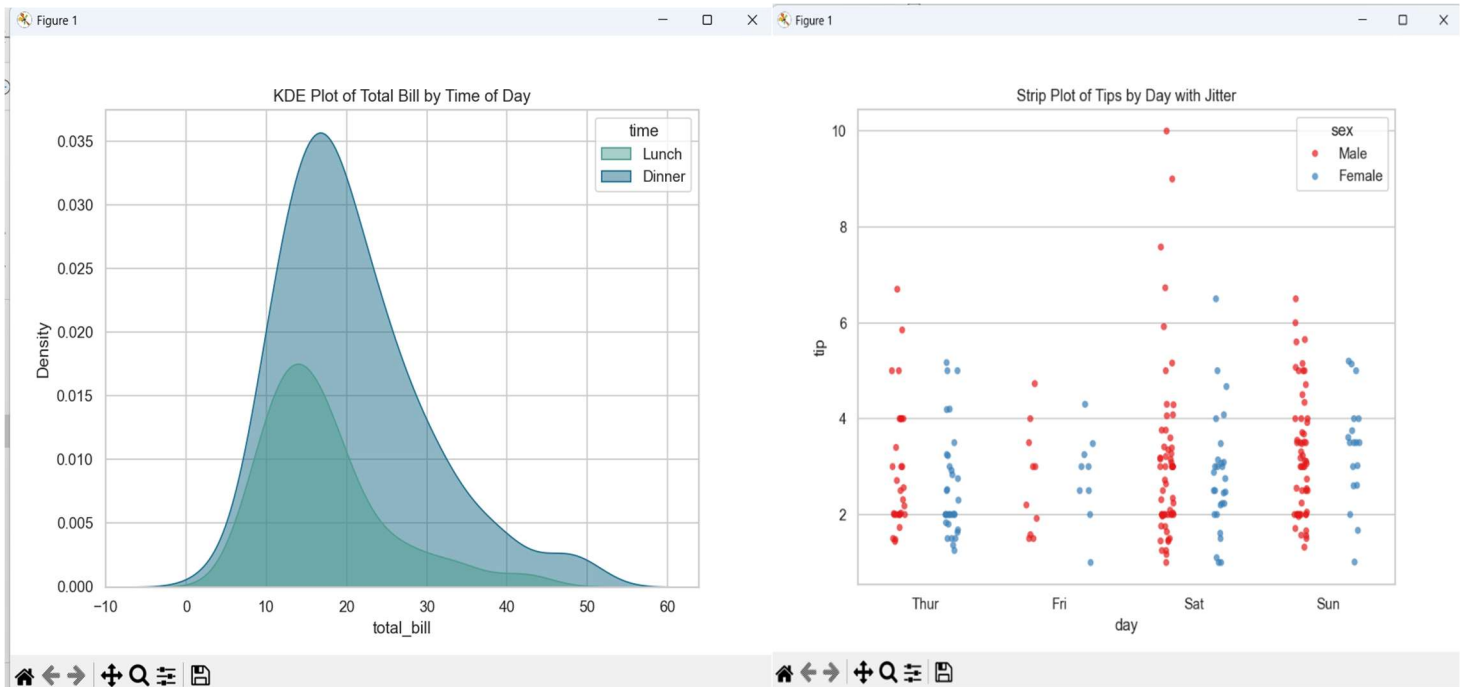 Figure 1
KDE Plot of Total Bill by Time of Day
time
Lunch
Dinner
0.035
0.030
0.025
0.020
0.015
0.010
0.005
0.000
Density
−10 0 10 20 30 40 50 60
total_bill
Figure 1
Strip Plot of Tips by Day with Jitter
sex
Male
Female
10
8
6
4
2
tip
Thur Fri Sat Sun
day